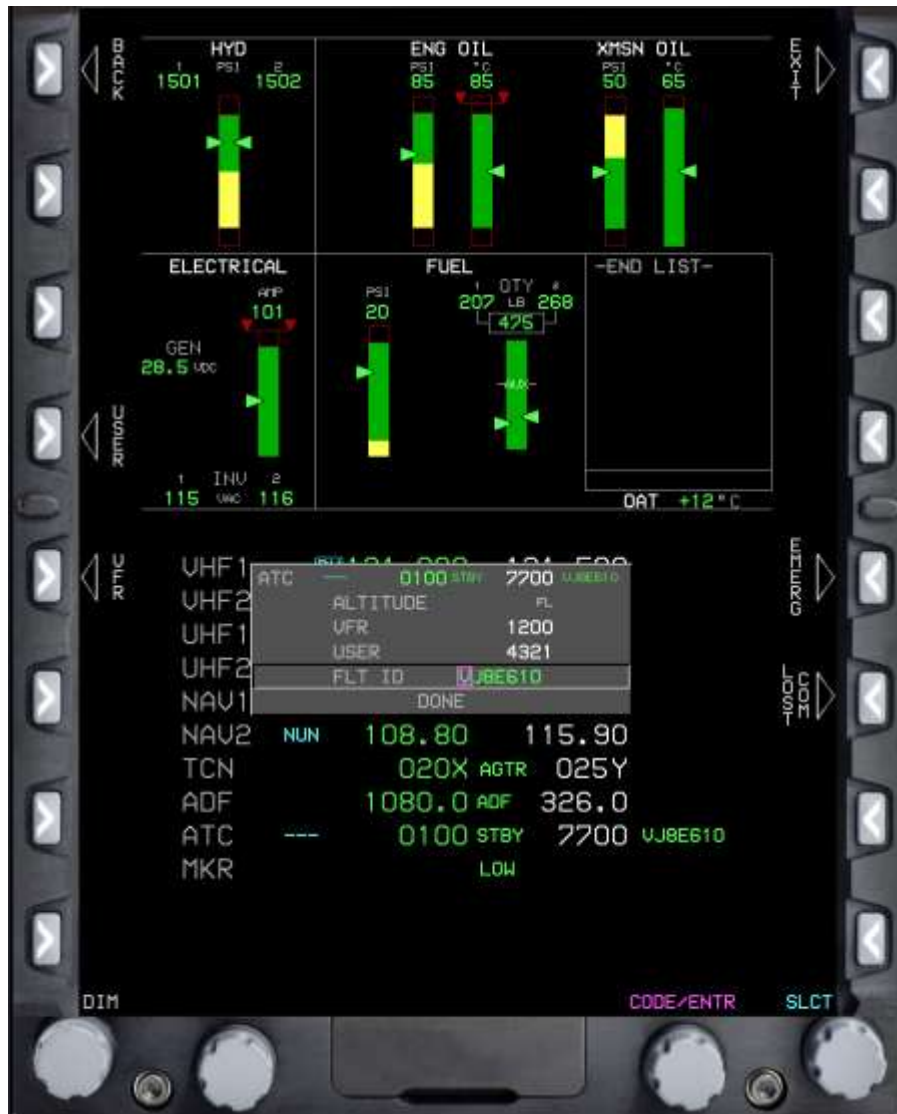 BACK
EXIT
HYD
1 PSI 2
1501 1502
ENG OIL
PSI °C
85 85
XMSN OIL
PSI °C
50 65
ELECTRICAL
AMP
101
GEN
28.5 VDC
1 INV 2
115 VAC 116
FUEL
PSI
20
QTY
207 LB 268
475
AUX
-END LIST-
OAT +12°C
USER
VFR
EMERG
LOST COM
VHF1
VHF2
UHF1
UHF2
NAV1
ATC --- 0100 STBY 7700 VJ8E610
ALTITUDE FL
VFR 1200
USER 4321
FLT ID VJ8E610
DONE
NAV2 NUN 108.80 115.90
TCN 020X AGTR 025Y
ADF 1080.0 ADF 326.0
ATC --- 0100 STBY 7700 VJ8E610
MKR LOW
DIM CODE/ENTR SLCT